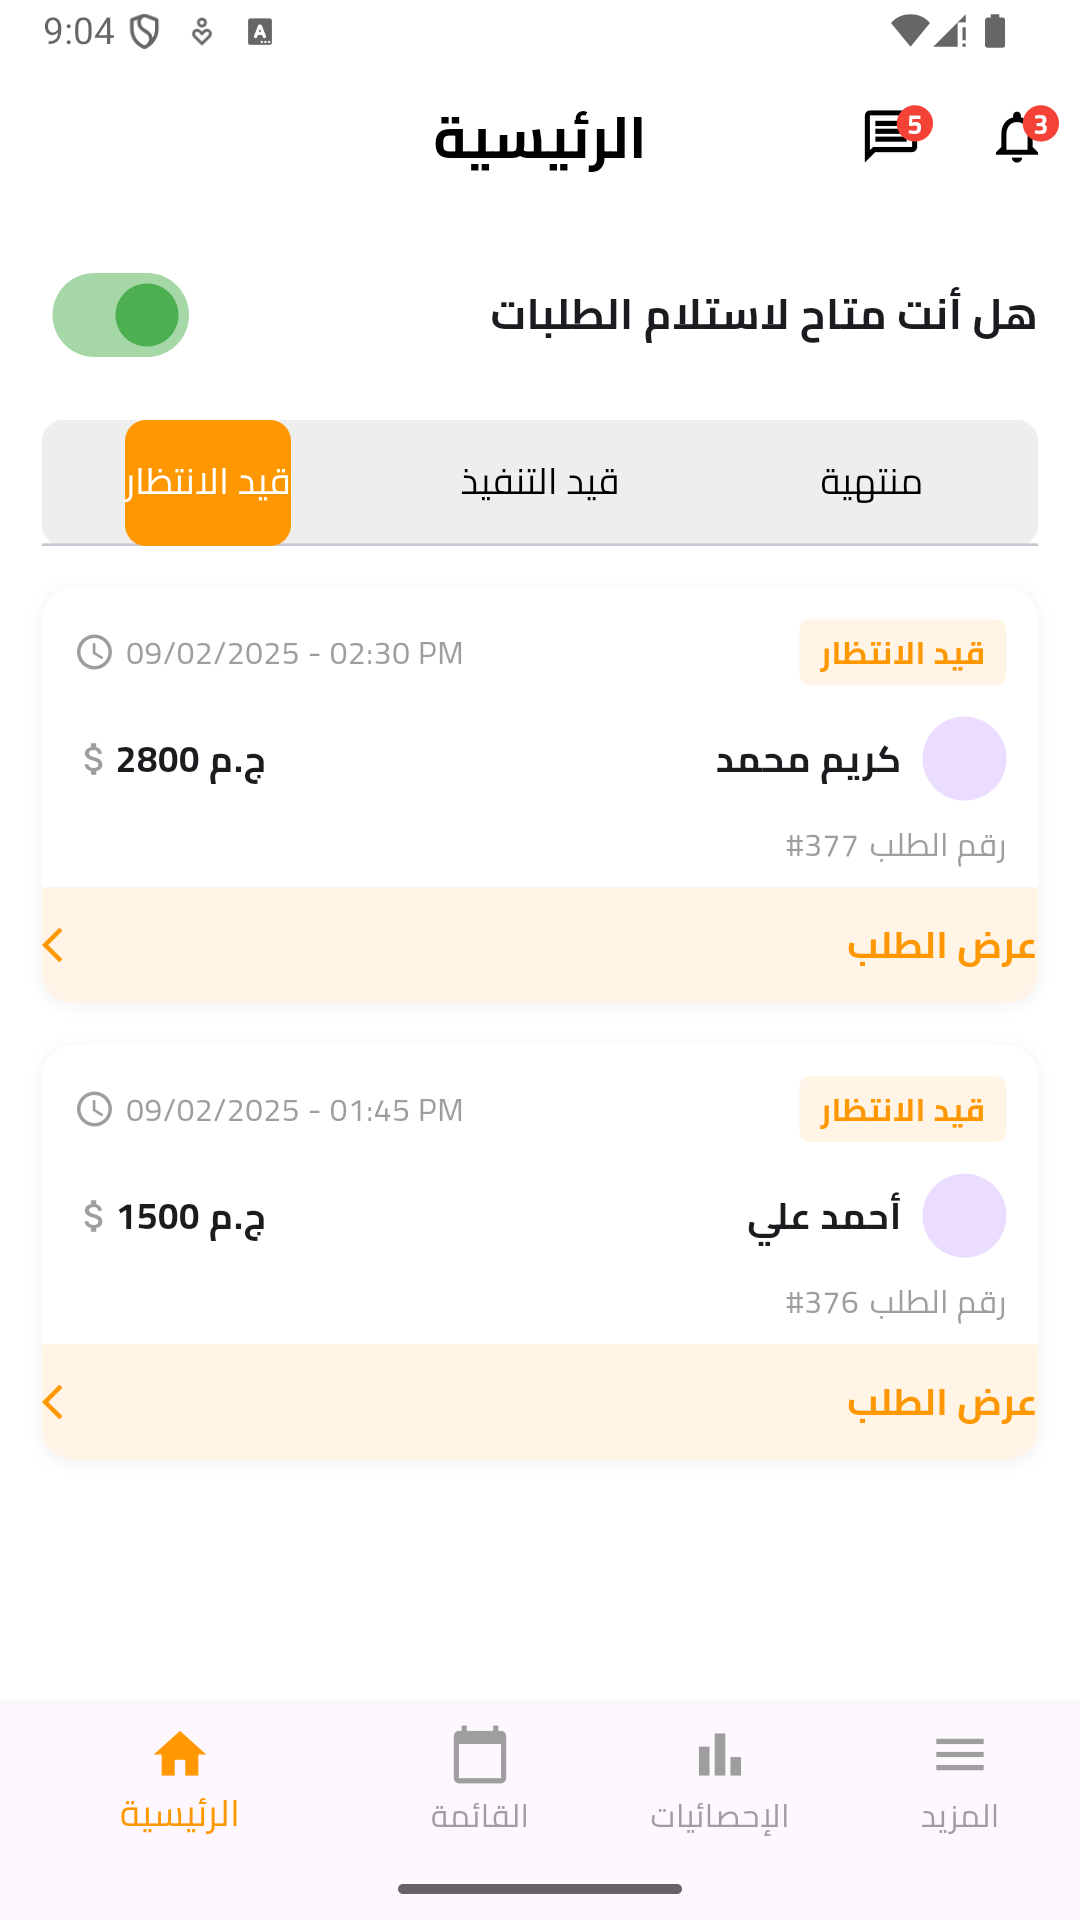 9:04
الرئيسية
5
3
هل أنت متاح لاستلام الطلبات
قيد الانتظار
قيد التنفيذ
منتهية
قيد الانتظار
09/02/2025 - 02:30 PM
كريم محمد
2800 ج.م
رقم الطلب 377#
عرض الطلب
قيد الانتظار
09/02/2025 - 01:45 PM
أحمد علي
1500 ج.م
رقم الطلب 376#
عرض الطلب
الرئيسية
القائمة
الإحصائيات
المزيد